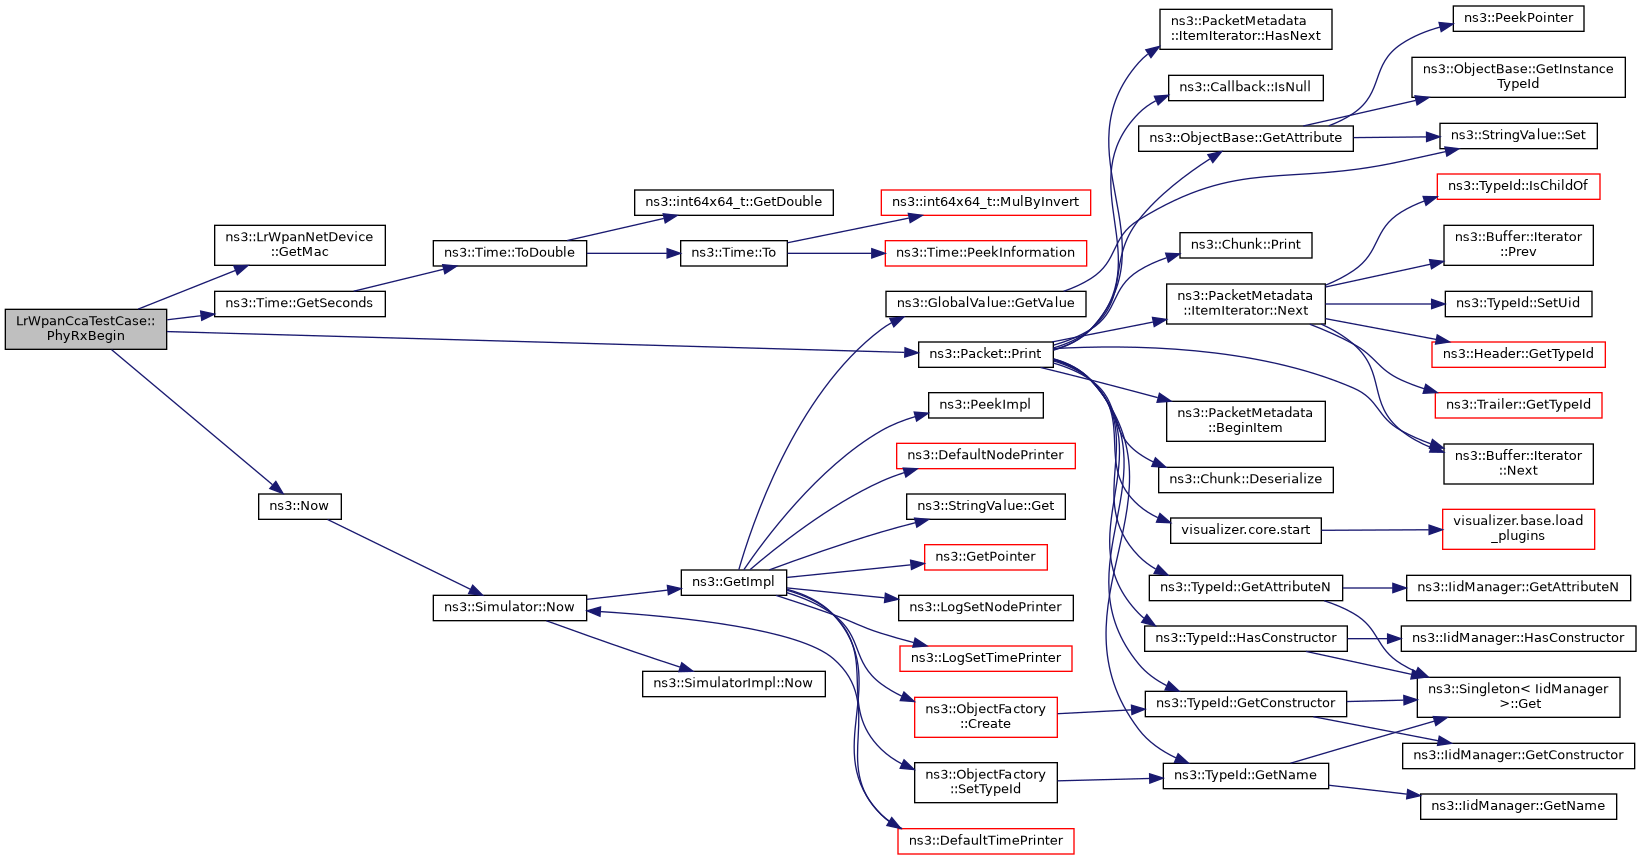 LrWpanCcaTestCase::
PhyRxBegin
ns3::LrWpanNetDevice
::GetMac
ns3::Time::GetSeconds
ns3::Now
ns3::Time::ToDouble
ns3::Simulator::Now
ns3::int64x64_t::GetDouble
ns3::Time::To
ns3::GetImpl
ns3::SimulatorImpl::Now
ns3::int64x64_t::MulByInvert
ns3::Time::PeekInformation
ns3::GlobalValue::GetValue
ns3::Packet::Print
ns3::PeekImpl
ns3::DefaultNodePrinter
ns3::StringValue::Get
ns3::GetPointer
ns3::LogSetNodePrinter
ns3::LogSetTimePrinter
ns3::ObjectFactory
::Create
ns3::ObjectFactory
::SetTypeId
ns3::DefaultTimePrinter
ns3::PacketMetadata
::ItemIterator::HasNext
ns3::Callback::IsNull
ns3::ObjectBase::GetAttribute
ns3::Chunk::Print
ns3::PacketMetadata
::ItemIterator::Next
ns3::PacketMetadata
::BeginItem
ns3::Chunk::Deserialize
visualizer.core.start
ns3::TypeId::GetAttributeN
ns3::TypeId::HasConstructor
ns3::TypeId::GetConstructor
ns3::TypeId::GetName
ns3::PeekPointer
ns3::ObjectBase::GetInstance
TypeId
ns3::StringValue::Set
ns3::TypeId::IsChildOf
ns3::Buffer::Iterator
::Prev
ns3::TypeId::SetUid
ns3::Header::GetTypeId
ns3::Trailer::GetTypeId
ns3::Buffer::Iterator
::Next
visualizer.base.load
_plugins
ns3::IidManager::GetAttributeN
ns3::IidManager::HasConstructor
ns3::Singleton< IidManager
>::Get
ns3::IidManager::GetConstructor
ns3::IidManager::GetName